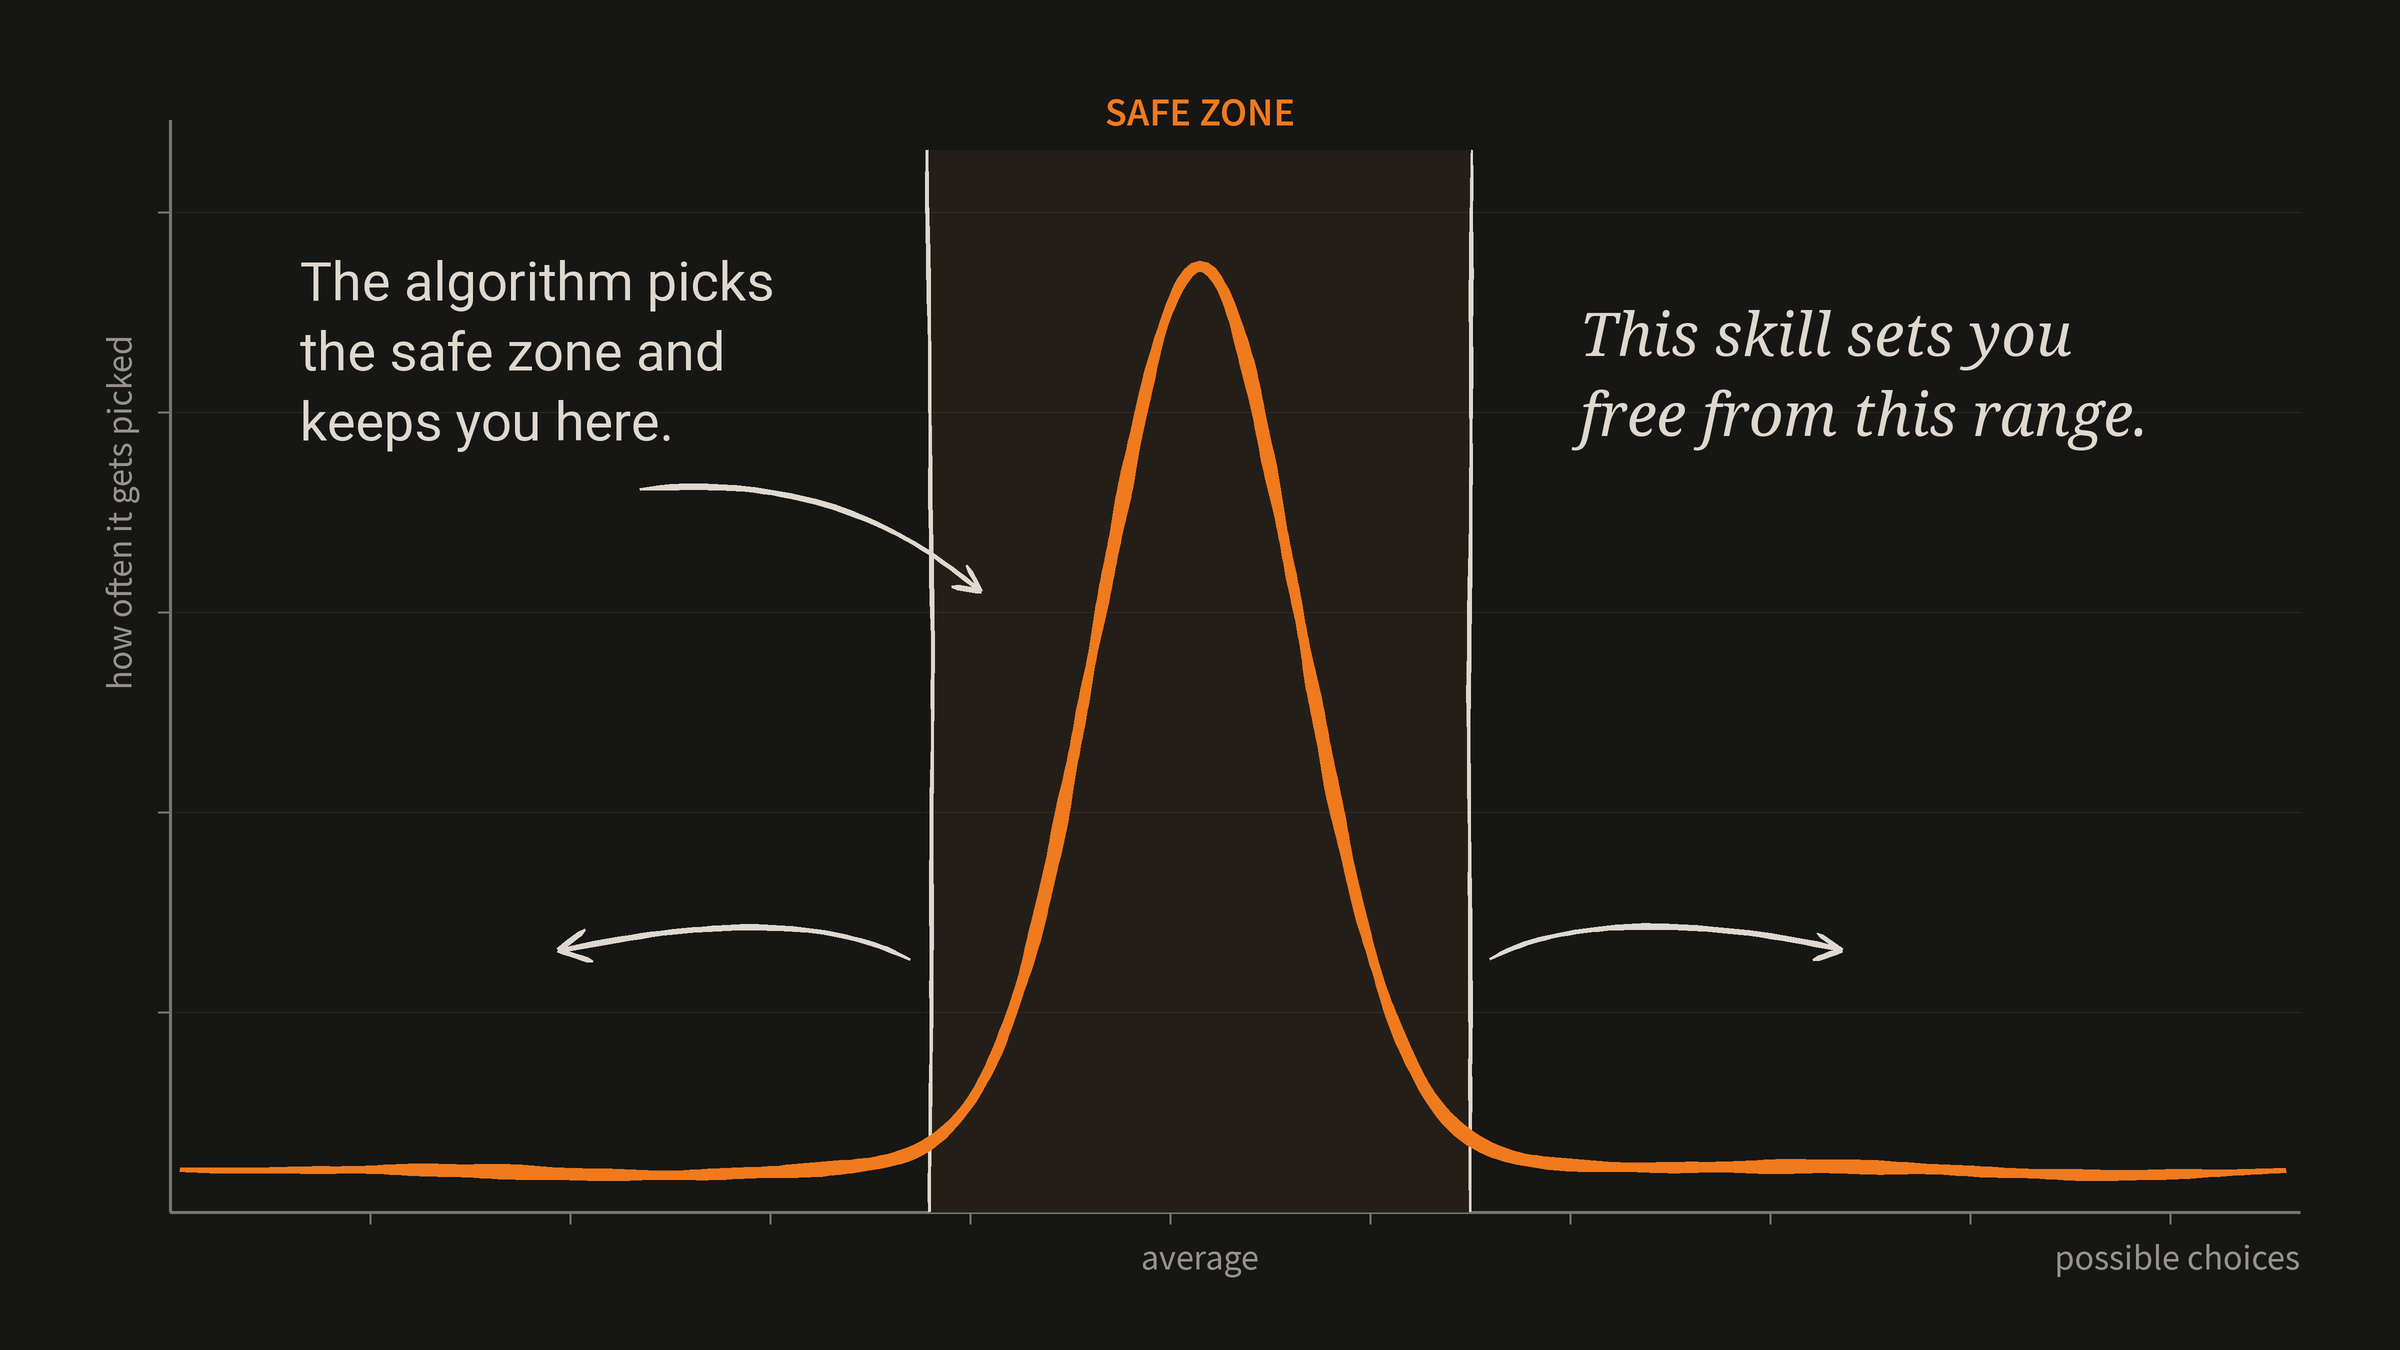 SAFE ZONE
The algorithm picks
the safe zone and
keeps you here.
This skill sets you
free from this range.
how often it gets picked
average
possible choices